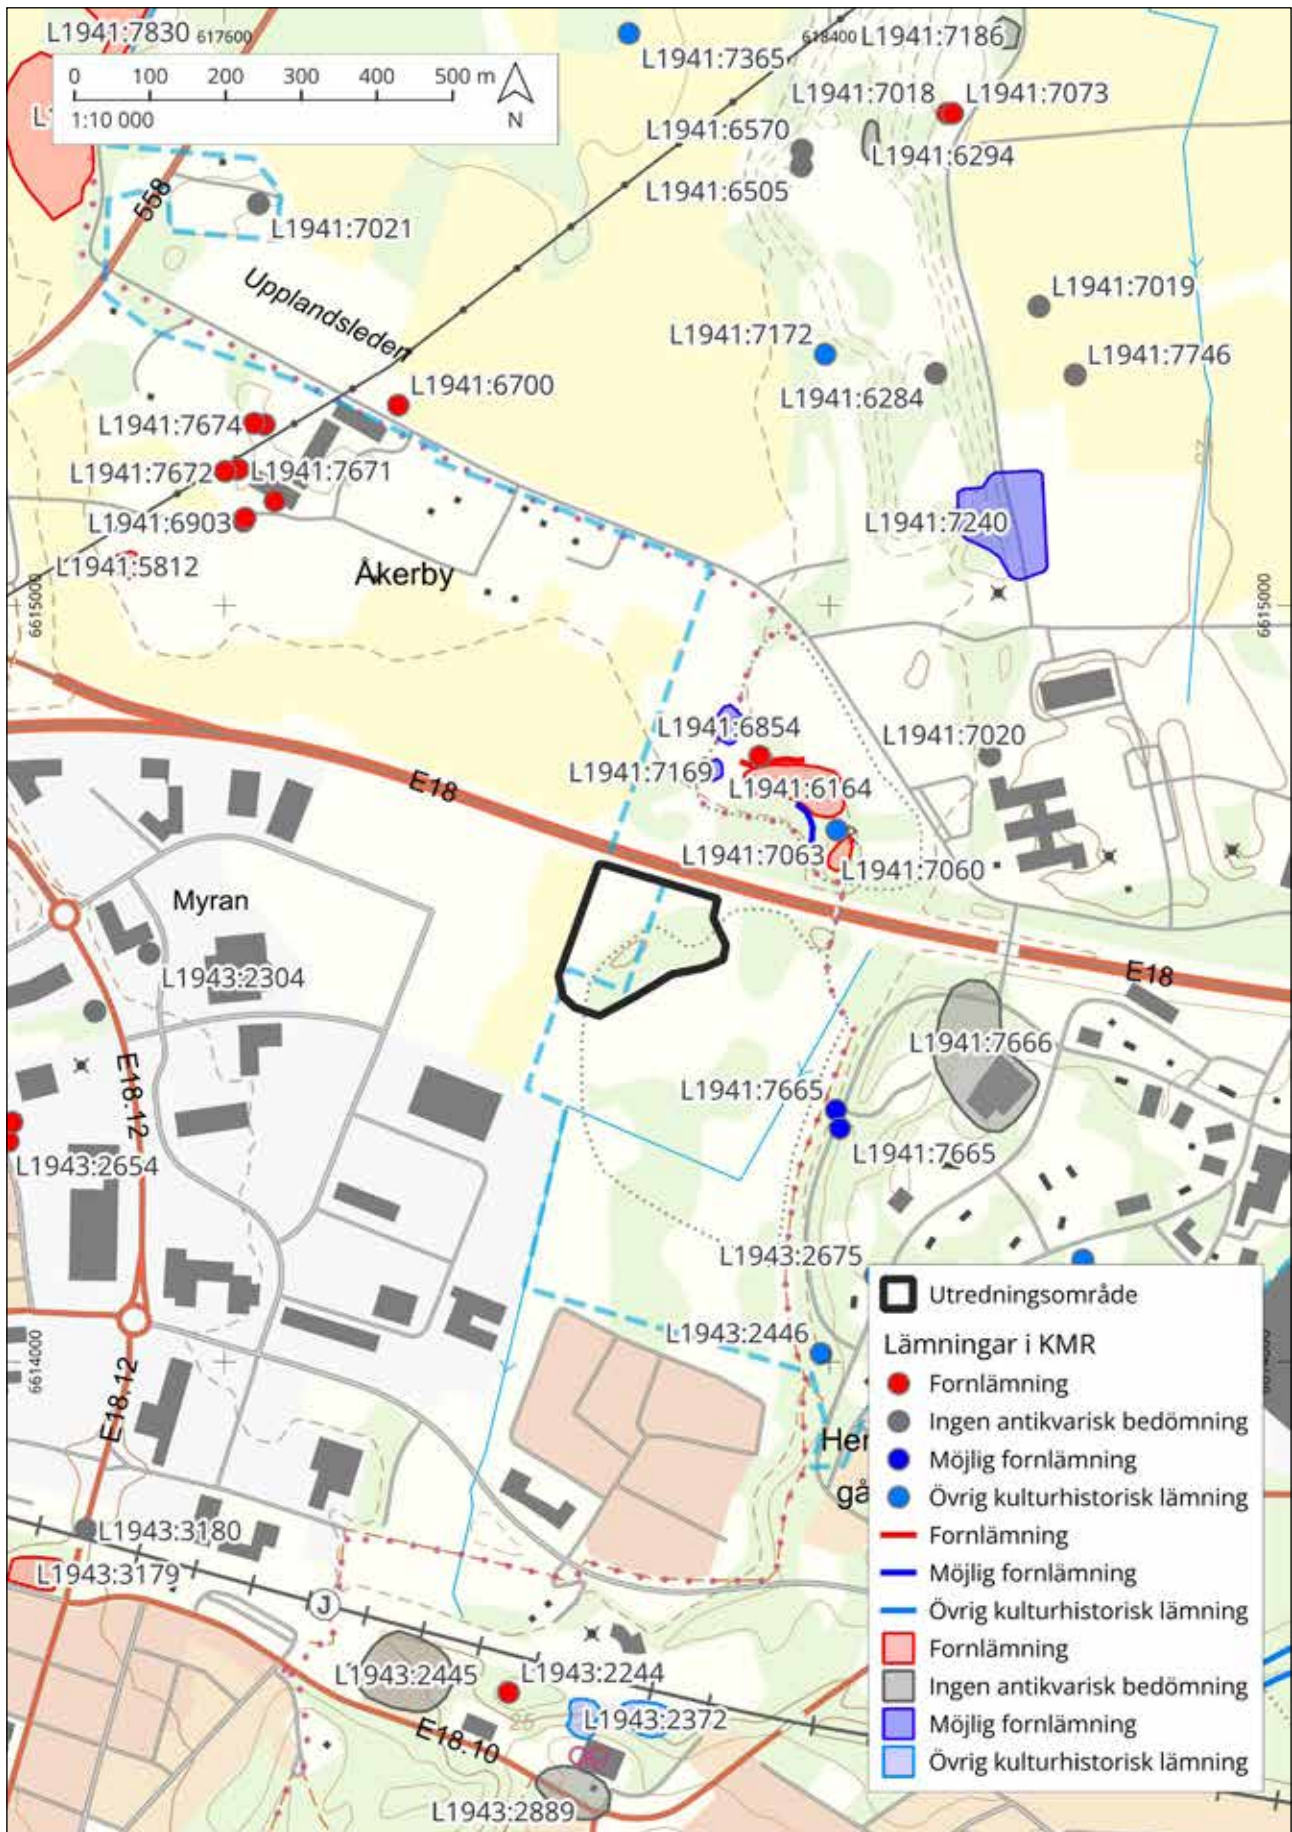 L1941:7830
617600
0 100 200 300 400 500 m
1:10 000
N
558
L1941:7365
618400
L1941:7186
L1941:7018
L1941:7073
L1941:6570
L1941:6294
L1941:6505
L1941:7021
Upplandsleden
L1941:7019
L1941:7172
L1941:7746
L1941:6284
L1941:6700
L1941:7674
L1941:7672
L1941:7671
L1941:6903
L1941:5812
Åkerby
L1941:7240
6615000
6615000
L1941:6854
L1941:7020
L1941:7169
L1941:6164
E18
L1941:7063
L1941:7060
Myran
L1943:2304
E18
L1941:7666
E18.12
L1941:7665
L1941:7665
L1943:2654
L1943:2675
L1943:2446
6614000
E18.12
Her
gå
L1943:3180
L1943:3179
J
L1943:2445
L1943:2244
25
L1943:2372
E18.10
L1943:2889
Utredningsområde
Lämningar i KMR
Fornlämning
Ingen antikvarisk bedömning
Möjlig fornlämning
Övrig kulturhistorisk lämning
Fornlämning
Möjlig fornlämning
Övrig kulturhistorisk lämning
Fornlämning
Ingen antikvarisk bedömning
Möjlig fornlämning
Övrig kulturhistorisk lämning